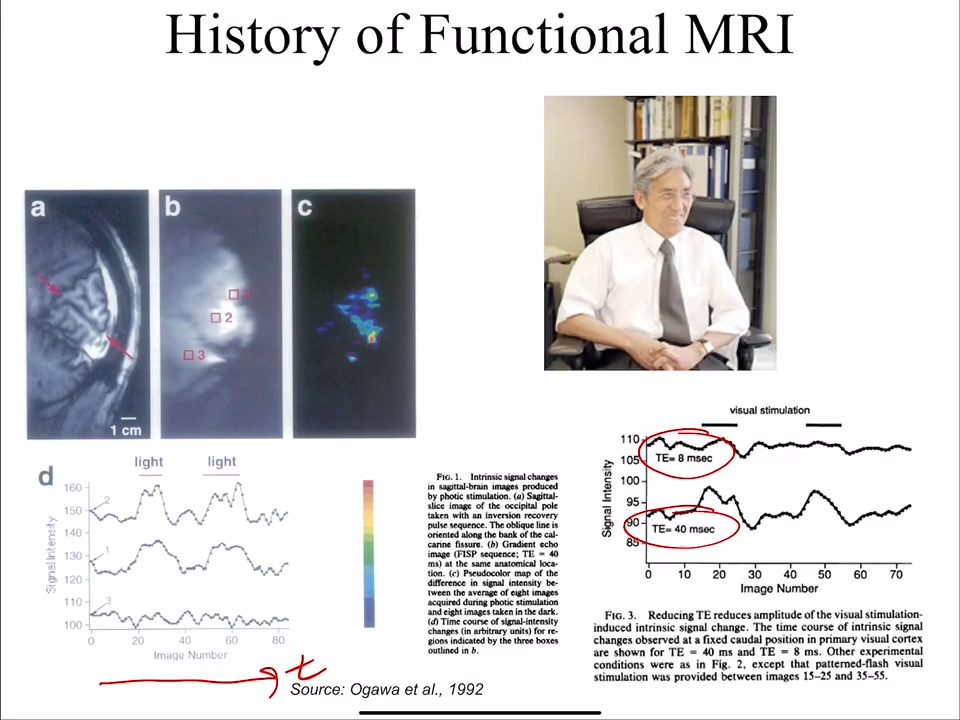 History of Functional MRI
a
b
c
1
2
3
1 cm
d
light
light
160
150
140
130
120
110
100
2
1
3
Signal Intensity
0
20
40
60
80
Image Number
t
FIG. 1. Intrinsic signal changes
in sagittal-brain images produced
by photic stimulation. (a) Sagittal-
slice image of the occipital pole
taken with an inversion recovery
pulse sequence. The oblique line is
oriented along the bank of the cal-
carine fissure. (b) Gradient echo
image (FISP sequence; TE = 40
ms) at the same anatomical loca-
tion. (c) Pseudocolor map of the
difference in signal intensity be-
tween the average of eight images
acquired during photic stimulation
and eight images taken in the dark.
(d) Time course of signal-intensity
changes (in arbitrary units) for re-
gions indicated by the three boxes
outlined in b.
visual stimulation
110
105
100
95
90
85
Signal Intensity
TE= 8 msec
TE= 40 msec
0
10
20
30
40
50
60
70
Image Number
FIG. 3. Reducing TE reduces amplitude of the visual stimulation-
induced intrinsic signal change. The time course of intrinsic signal
changes observed at a fixed caudal position in primary visual cortex
are shown for TE = 40 ms and TE = 8 ms. Other experimental
conditions were as in Fig. 2, except that patterned-flash visual
stimulation was provided between images 15-25 and 35-55.
Source: Ogawa et al., 1992